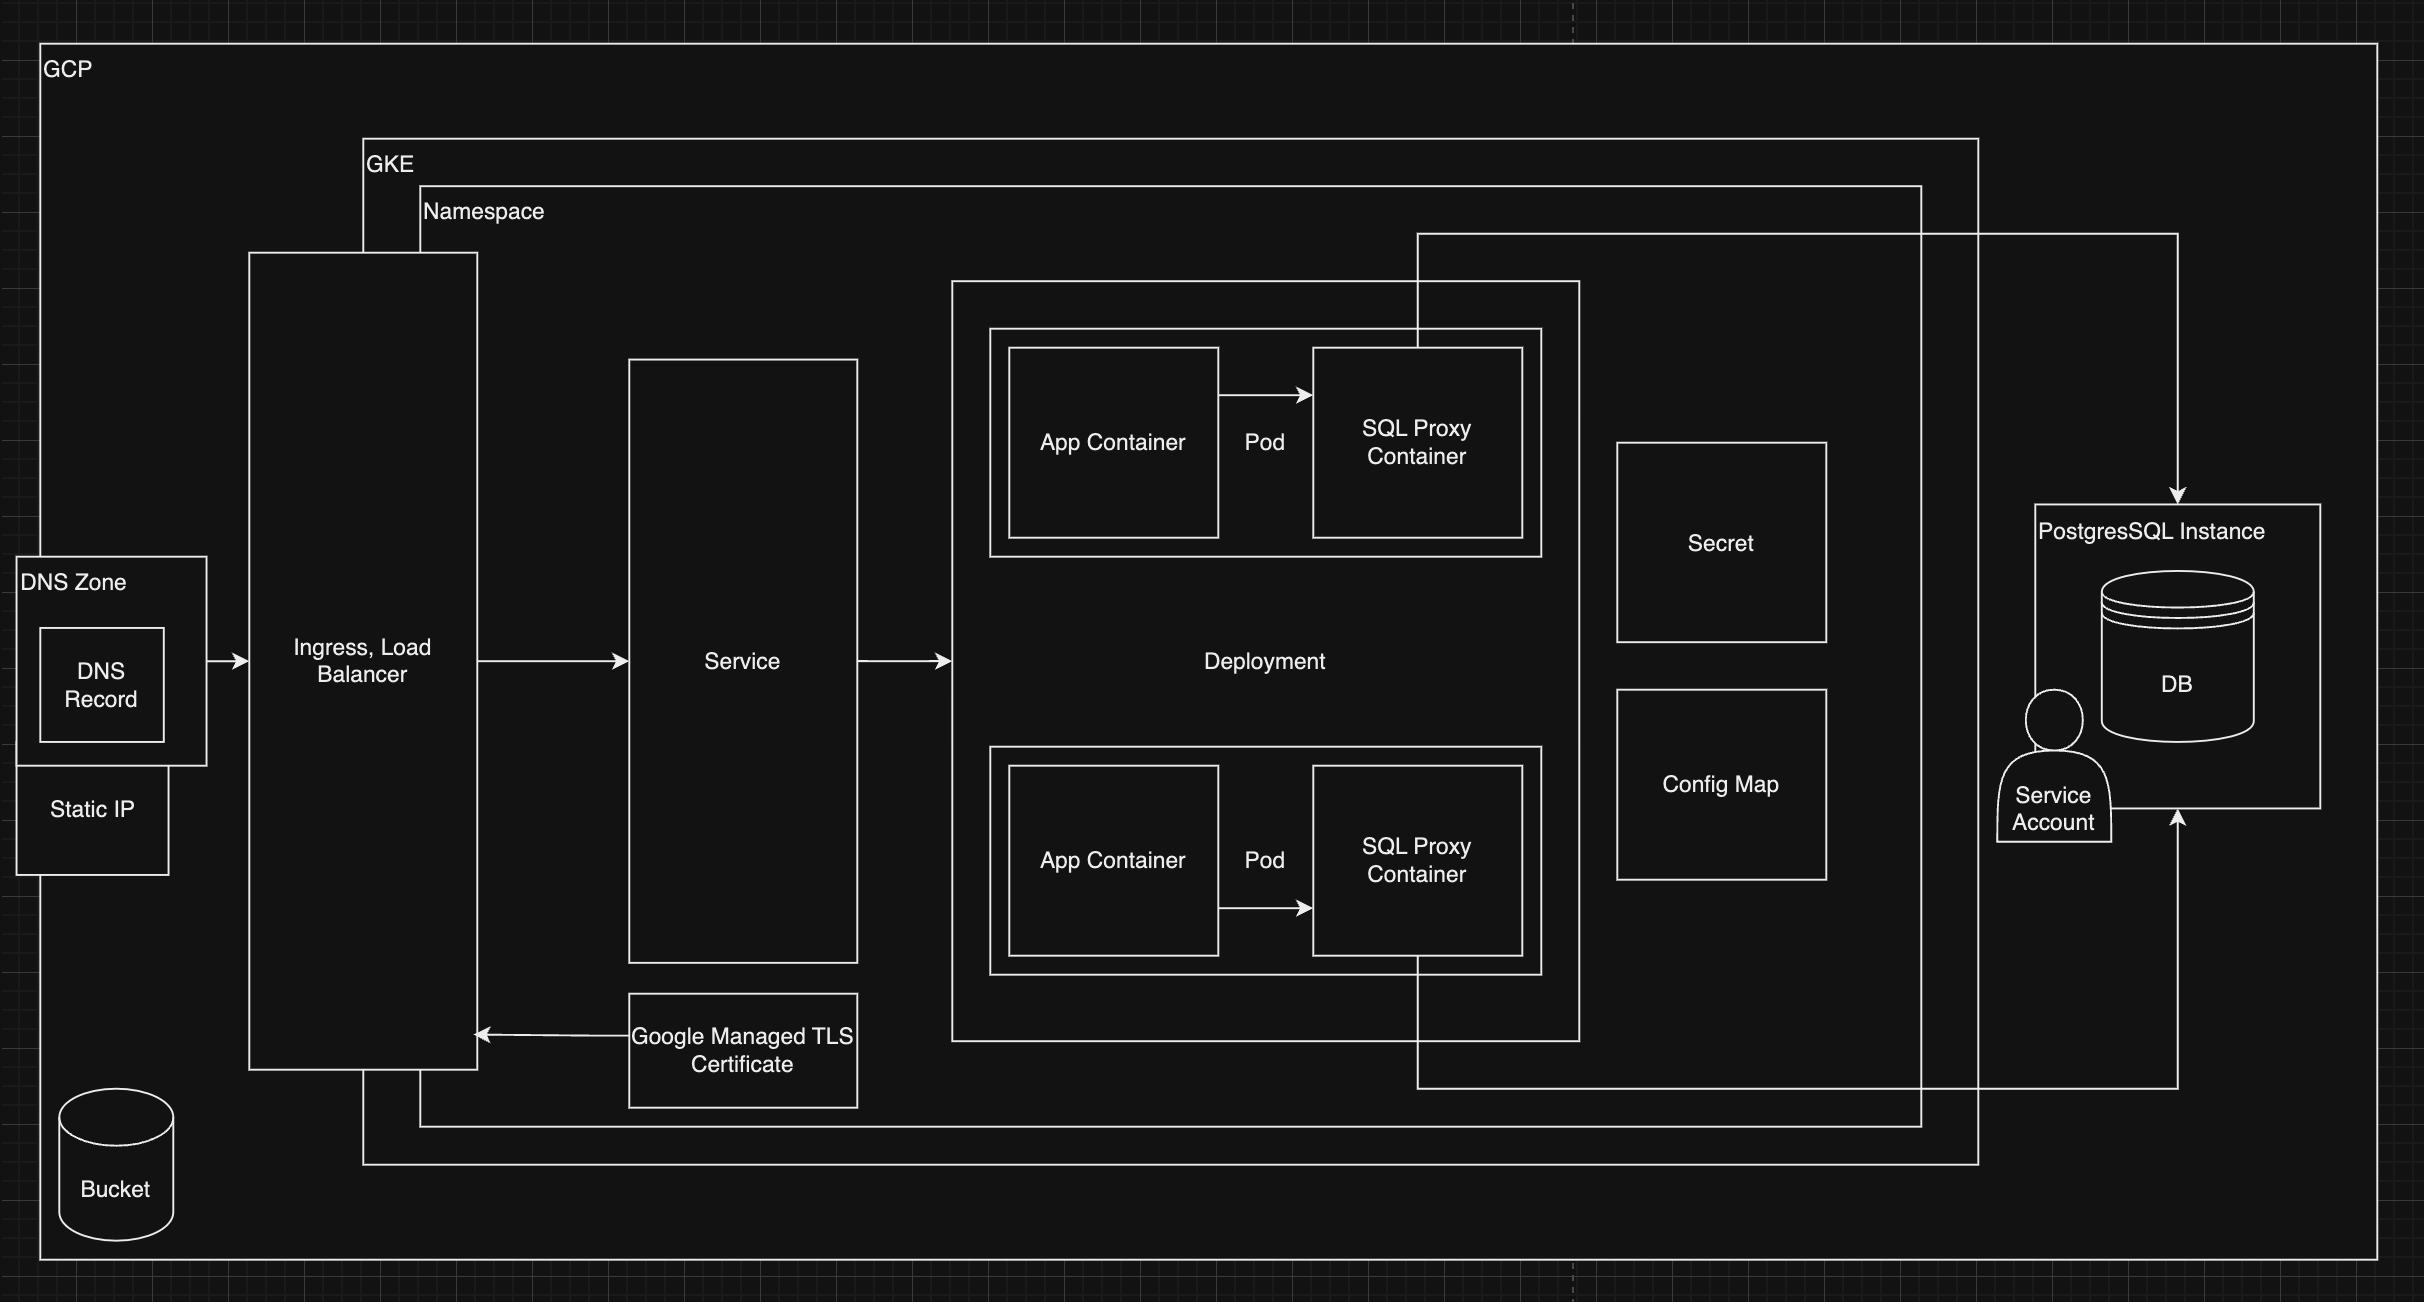 GCP
GKE
Namespace
App Container
Pod
SQL Proxy
Container
Secret
PostgresSQL Instance
DNS Zone
DNS
Record
Ingress, Load
Balancer
Service
Deployment
DB
Static IP
Config Map
Service
Account
App Container
Pod
SQL Proxy
Container
Google Managed TLS
Certificate
Bucket